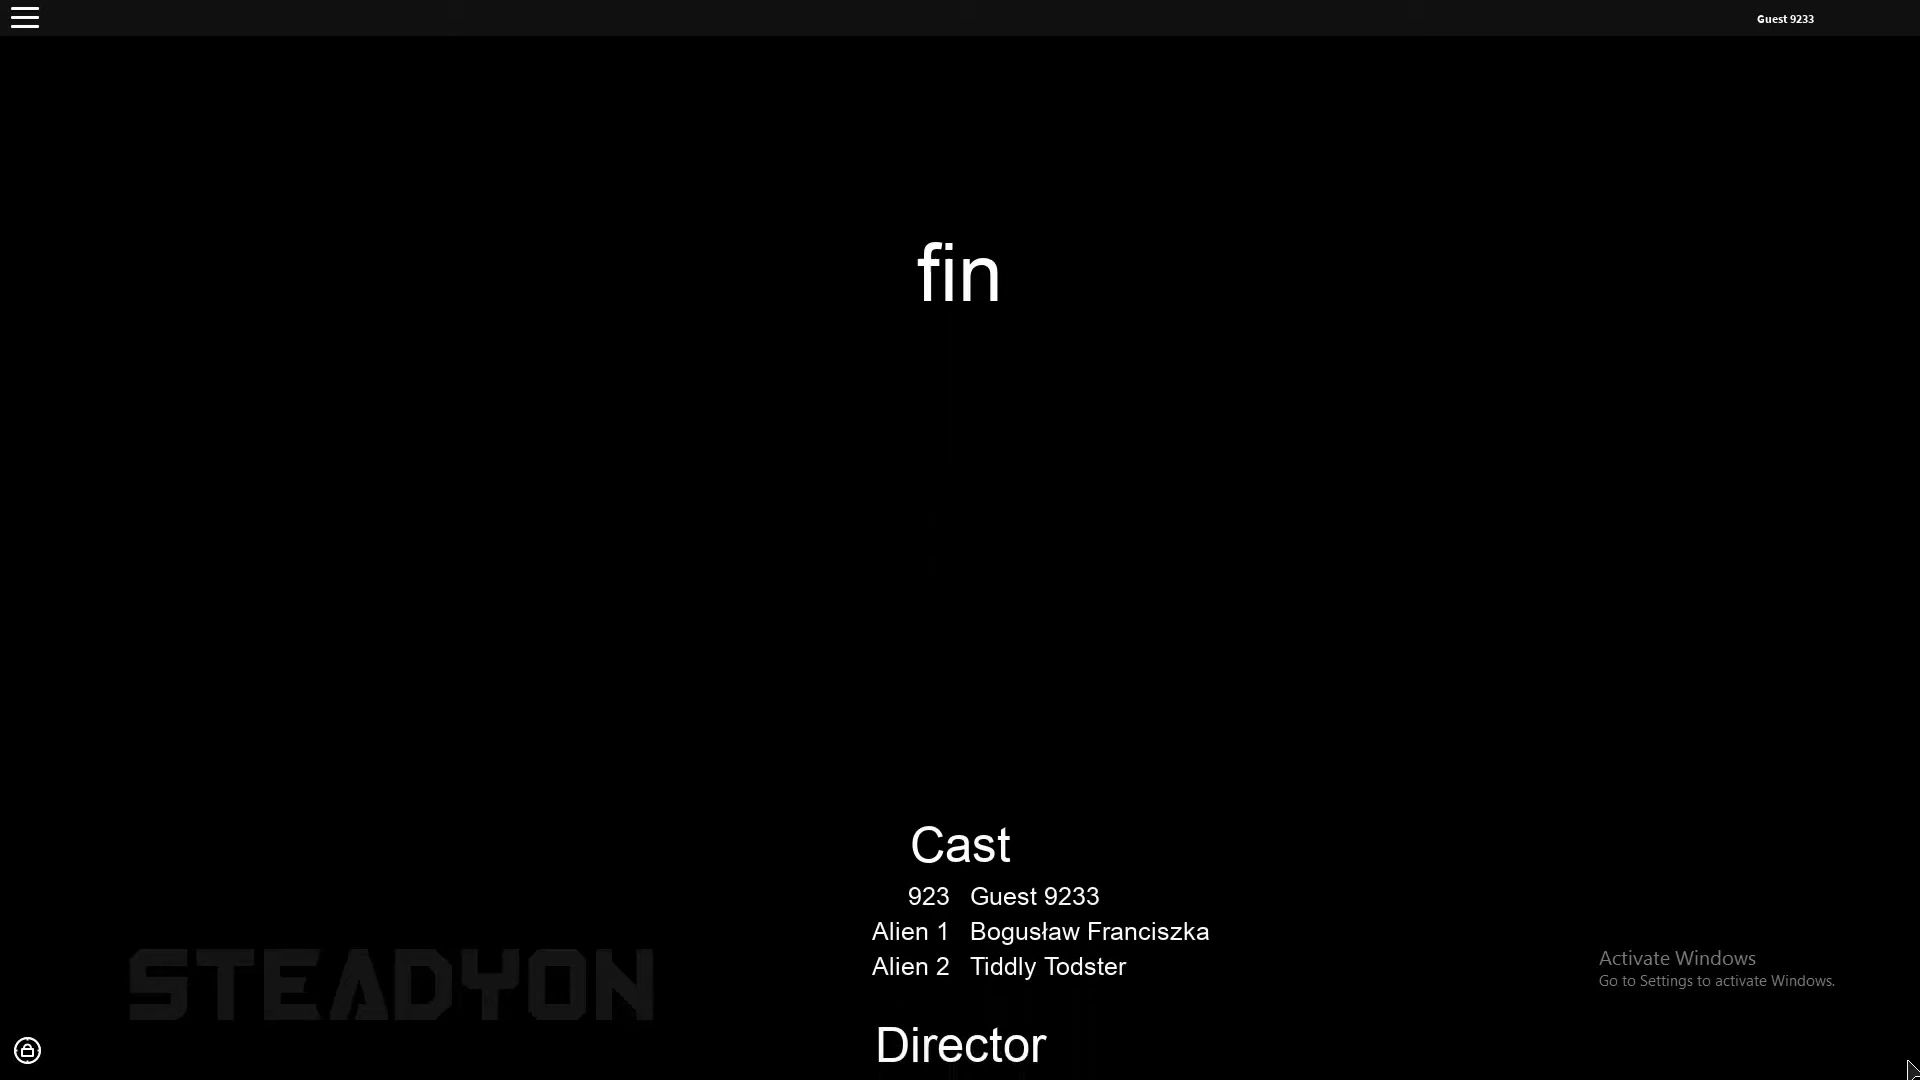 Guest 9233
fin
Cast
923 Guest 9233
Alien 1 Bogusław Franciszka
Alien 2 Tiddly Todster
STEADYON
Activate Windows
Go to Settings to activate Windows.
Director